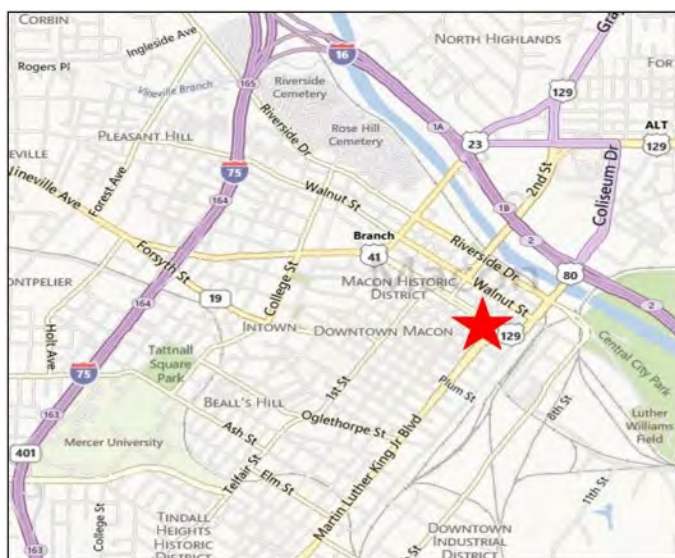 CORBIN
Ingleside Ave
16
NORTH HIGHLANDS
Rogers Pl
165
Riverside
Cemetery
129
Vineville Branch
1A
ALT
129
Rose Hill
Cemetery
23
PLEASANT HILL
Riverside Dr
2nd St
Coliseum Dr
75
164
Walnut St
Forest Ave
1B
2
Branch
41
Riverside Dr
80
Forsyth St
College St
MACON HISTORIC
DISTRICT
Walnut St
19
2
164
INTOWN
DOWNTOWN MACON
129
Holt Ave
Tattnall
Square
Park
Central City Park
75
1st St
Plum St
BEALL'S HILL
8th St
Luther
Williams
Field
163
Oglethorpe St
Mercer University
Ash St
Martin Luther King Jr Blvd
401
Telfair St
Elm St
11th St
College St
TINDALL
HEIGHTS
HISTORIC
DOWNTOWN
INDUSTRIAL
DISTRICT
163